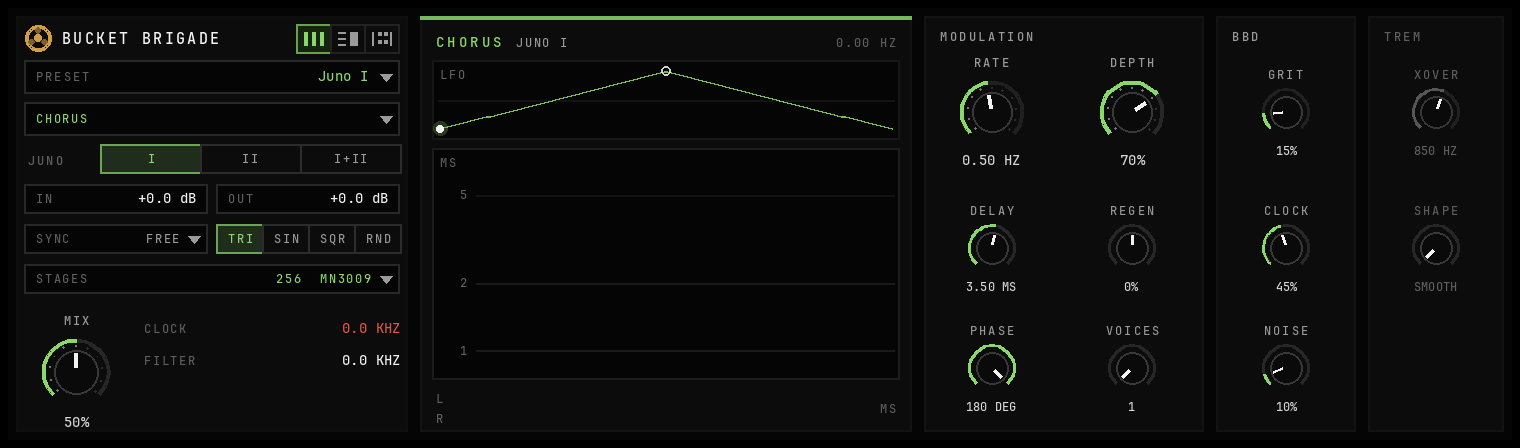 BUCKET BRIGADE
PRESET Juno I
CHORUS
JUNO I II I+II
IN +0.0 dB OUT +0.0 dB
SYNC FREE TRI SIN SQR RND
STAGES 256 MN3009
MIX
50%
CLOCK 0.0 KHZ
FILTER 0.0 KHZ
CHORUS JUNO I 0.00 HZ
LFO
MS
5
2
1
L
R
MS
MODULATION
RATE DEPTH
0.50 HZ 70%
DELAY REGEN
3.50 MS 0%
PHASE VOICES
180 DEG 1
BBD
GRIT
15%
CLOCK
45%
NOISE
10%
TREM
XOVER
850 HZ
SHAPE
SMOOTH